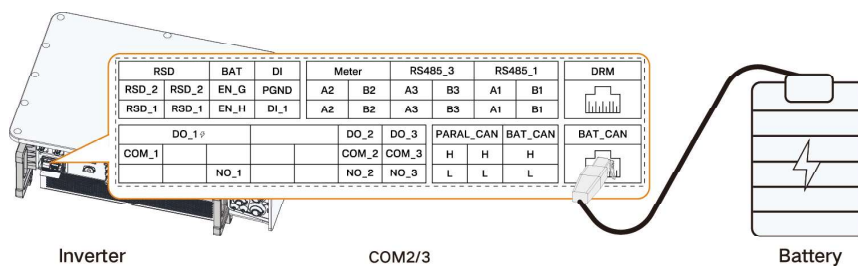 RSD BAT DI Meter RS485_3 RS485_1 DRM
RSD_2 RSD_2 EN_G PGND A2 B2 A3 B3 A1 B1
RSD_1 RSD_1 EN_H DI_1 A2 B2 A3 B3 A1 B1
DO_1 DO_2 DO_3 PARAL_CAN BAT_CAN BAT_CAN
COM_1 COM_2 COM_3 H H H
NO_1 NO_2 NO_3 L L L
Inverter COM2/3 Battery